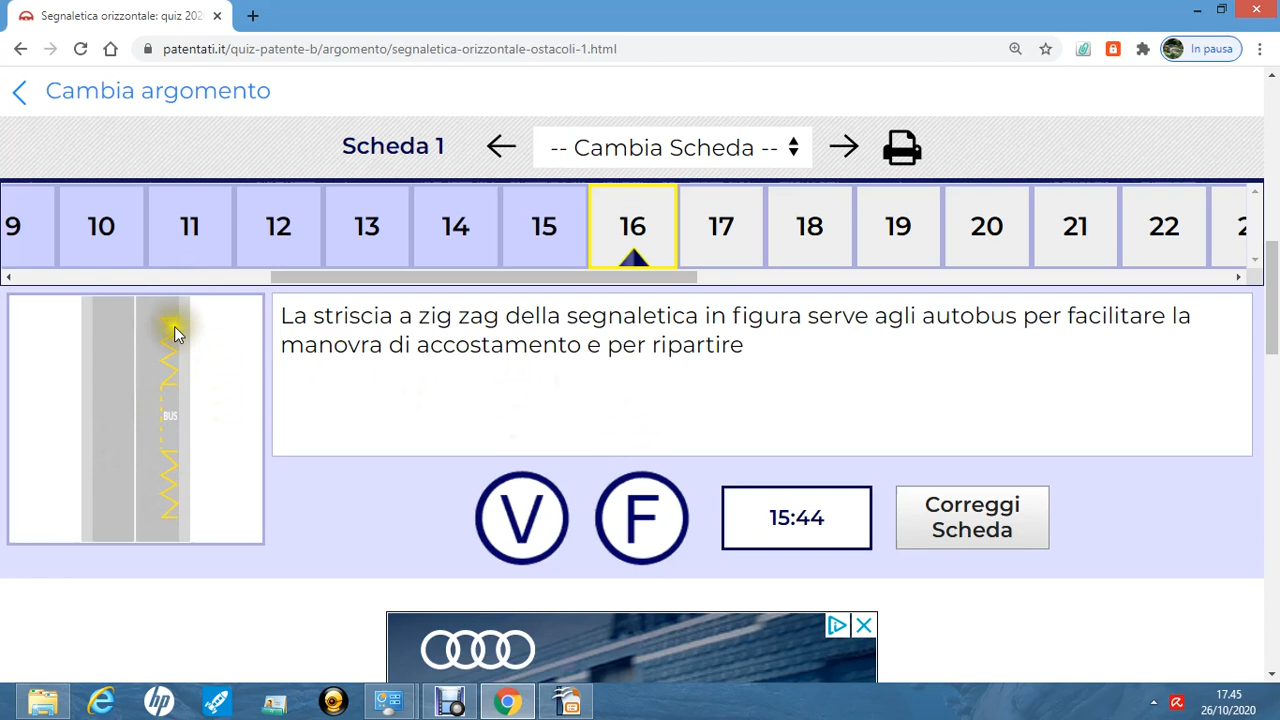 Segnaletica orizzontale: quiz 202
patentati.it/quiz-patente-b/argomento/segnaletica-orizzontale-ostacoli-1.html
In pausa
Cambia argomento
Scheda 1
-- Cambia Scheda --
9 10 11 12 13 14 15 16 17 18 19 20 21 22 2
La striscia a zig zag della segnaletica in figura serve agli autobus per facilitare la
manovra di accostamento e per ripartire
BUS
V F 15:44 Correggi
Scheda
17.45
26/10/2020